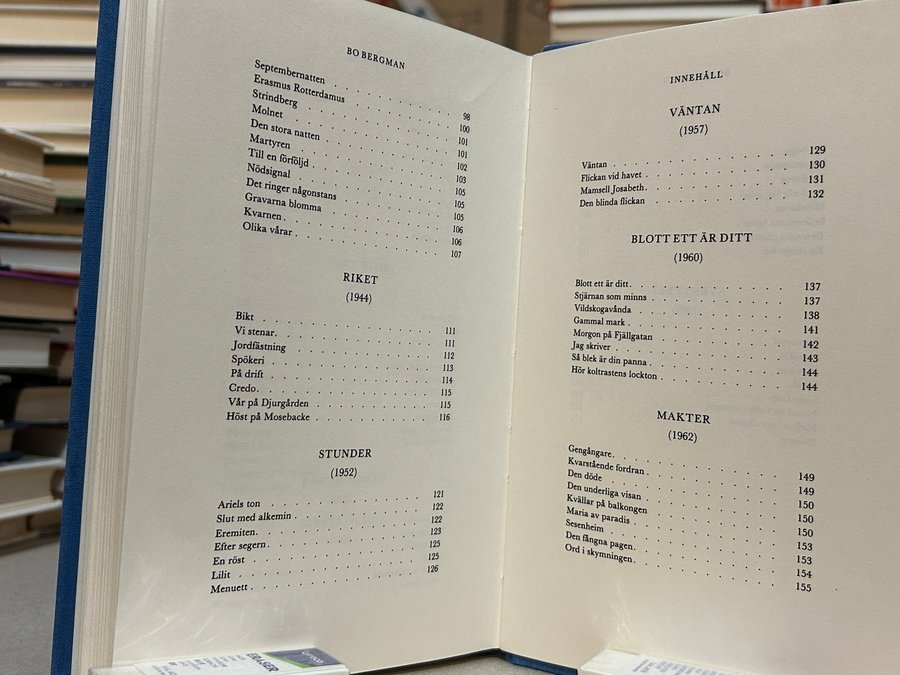 BO BERGMAN
Septembernatten . . . . . . . . . . 98
Erasmus Rotterdamus . . . . . . . . . . 100
Strindberg . . . . . . . . . . 101
Molnet . . . . . . . . . . 101
Den stora natten . . . . . . . . . . 102
Martyren . . . . . . . . . . 103
Till en förföljd . . . . . . . . . . 105
Nödsignal . . . . . . . . . . 105
Det ringer någonstans . . . . . . . . . . 105
Gravarna blomma . . . . . . . . . . 106
Kvarnen . . . . . . . . . . 106
Olika vårar . . . . . . . . . . 107
RIKET
(1944)
Bikt . . . . . . . . . . 111
Vi stenar . . . . . . . . . . 111
Jordfästning . . . . . . . . . . 112
Spökeri . . . . . . . . . . 113
På drift . . . . . . . . . . 114
Credo . . . . . . . . . . 115
Vår på Djurgården . . . . . . . . . . 115
Höst på Mosebacke . . . . . . . . . . 116
STUNDER
(1952)
Ariels ton . . . . . . . . . . 121
Slut med alkemin . . . . . . . . . . 122
Eremiten . . . . . . . . . . 122
Efter segern . . . . . . . . . . 123
En röst . . . . . . . . . . 125
Lilit . . . . . . . . . . 125
Menuett . . . . . . . . . . 126
INNEHÅLL
VÄNTAN
(1957)
Väntan . . . . . . . . . . 129
Flickan vid havet . . . . . . . . . . 130
Mamsell Josabeth . . . . . . . . . . 131
Den blinda flickan . . . . . . . . . . 132
BLOTT ETT ÄR DITT
(1960)
Blott ett är ditt . . . . . . . . . . 137
Stjärnan som minns . . . . . . . . . . 137
Vildskogavånda . . . . . . . . . . 138
Gammal mark . . . . . . . . . . 141
Morgon på Fjällgatan . . . . . . . . . . 142
Jag skriver . . . . . . . . . . 143
Så blek är din panna . . . . . . . . . . 144
Hör koltrastens lockton . . . . . . . . . . 144
MAKTER
(1962)
Gengångare . . . . . . . . . . 149
Kvarstående fordran . . . . . . . . . . 149
Den döde . . . . . . . . . . 150
Den underliga visan . . . . . . . . . . 150
Kvällar på balkongen . . . . . . . . . . 150
Maria av paradis . . . . . . . . . . 153
Sesenheim . . . . . . . . . . 153
Den fångna pagen . . . . . . . . . . 154
Ord i skymningen . . . . . . . . . . 155
ERASER